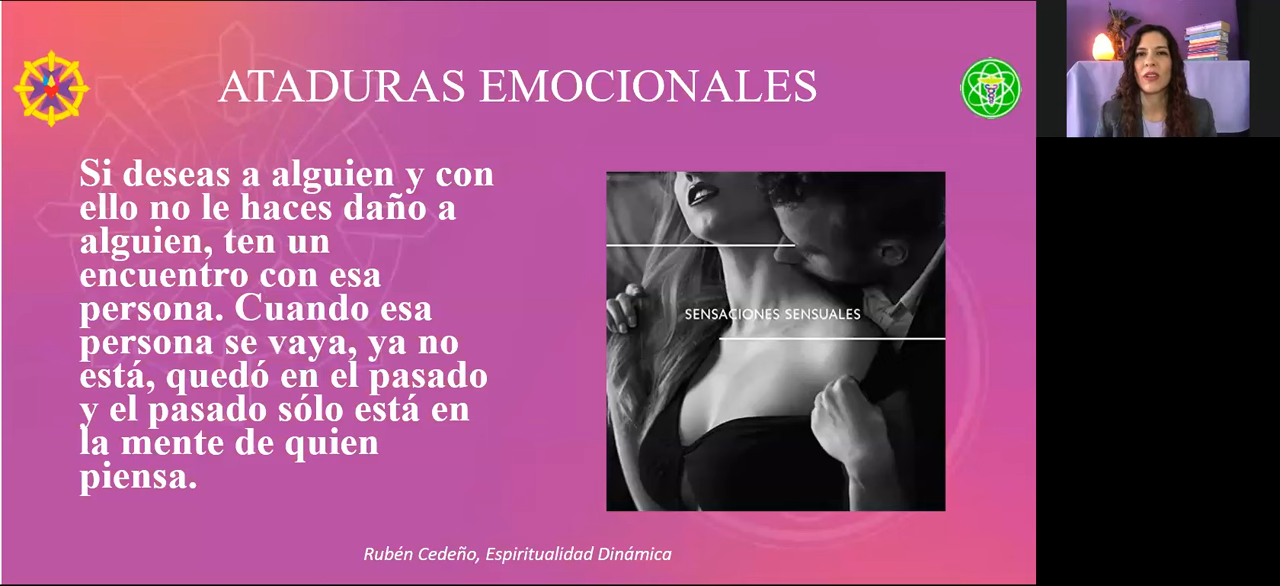 ATADURAS EMOCIONALES
Si deseas a alguien y con
ello no le haces daño a
alguien, ten un
encuentro con esa
persona. Cuando esa
persona se vaya, ya no
está, quedó en el pasado
y el pasado sólo está en
la mente de quien
piensa.
SENSACIONES SENSUALES
Rubén Cedeño, Espiritualidad Dinámica